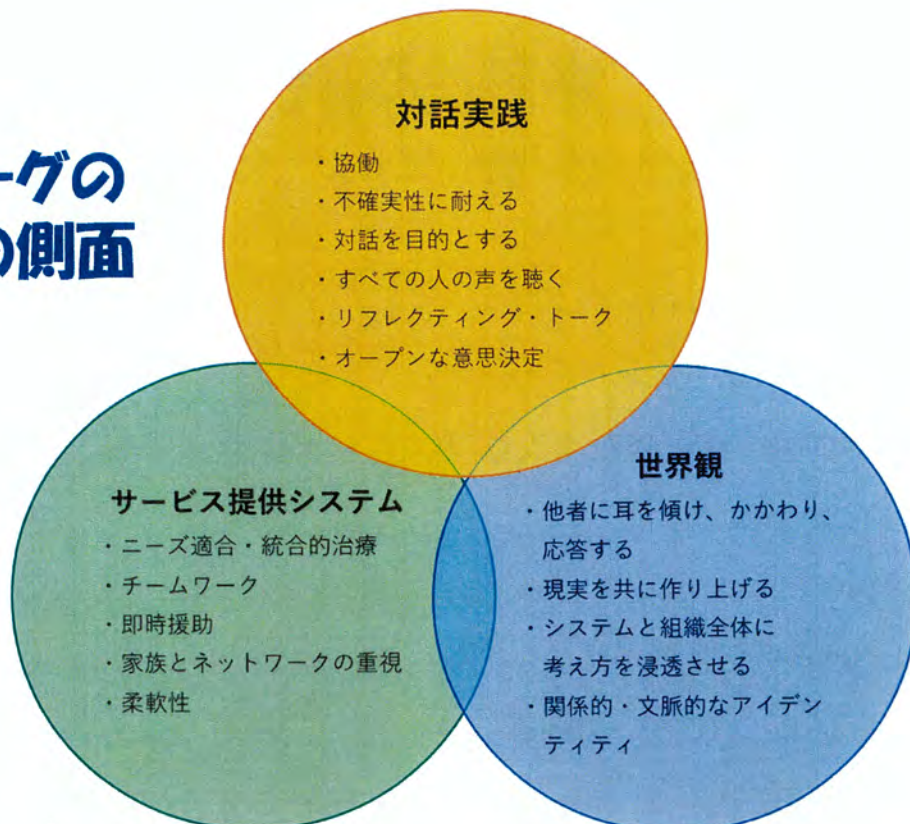 ーグの
の側面
対話実践
・協働
・不確実性に耐える
・対話を目的とする
・すべての人の声を聴く
・リフレクティング・トーク
・オープンな意思決定
サービス提供システム
・ニーズ適合・統合的治療
・チームワーク
・即時援助
・家族とネットワークの重視
・柔軟性
世界観
・他者に耳を傾け、かかわり、
応答する
・現実を共に作り上げる
・システムと組織全体に
考え方を浸透させる
・関係的・文脈的なアイデン
ティティ